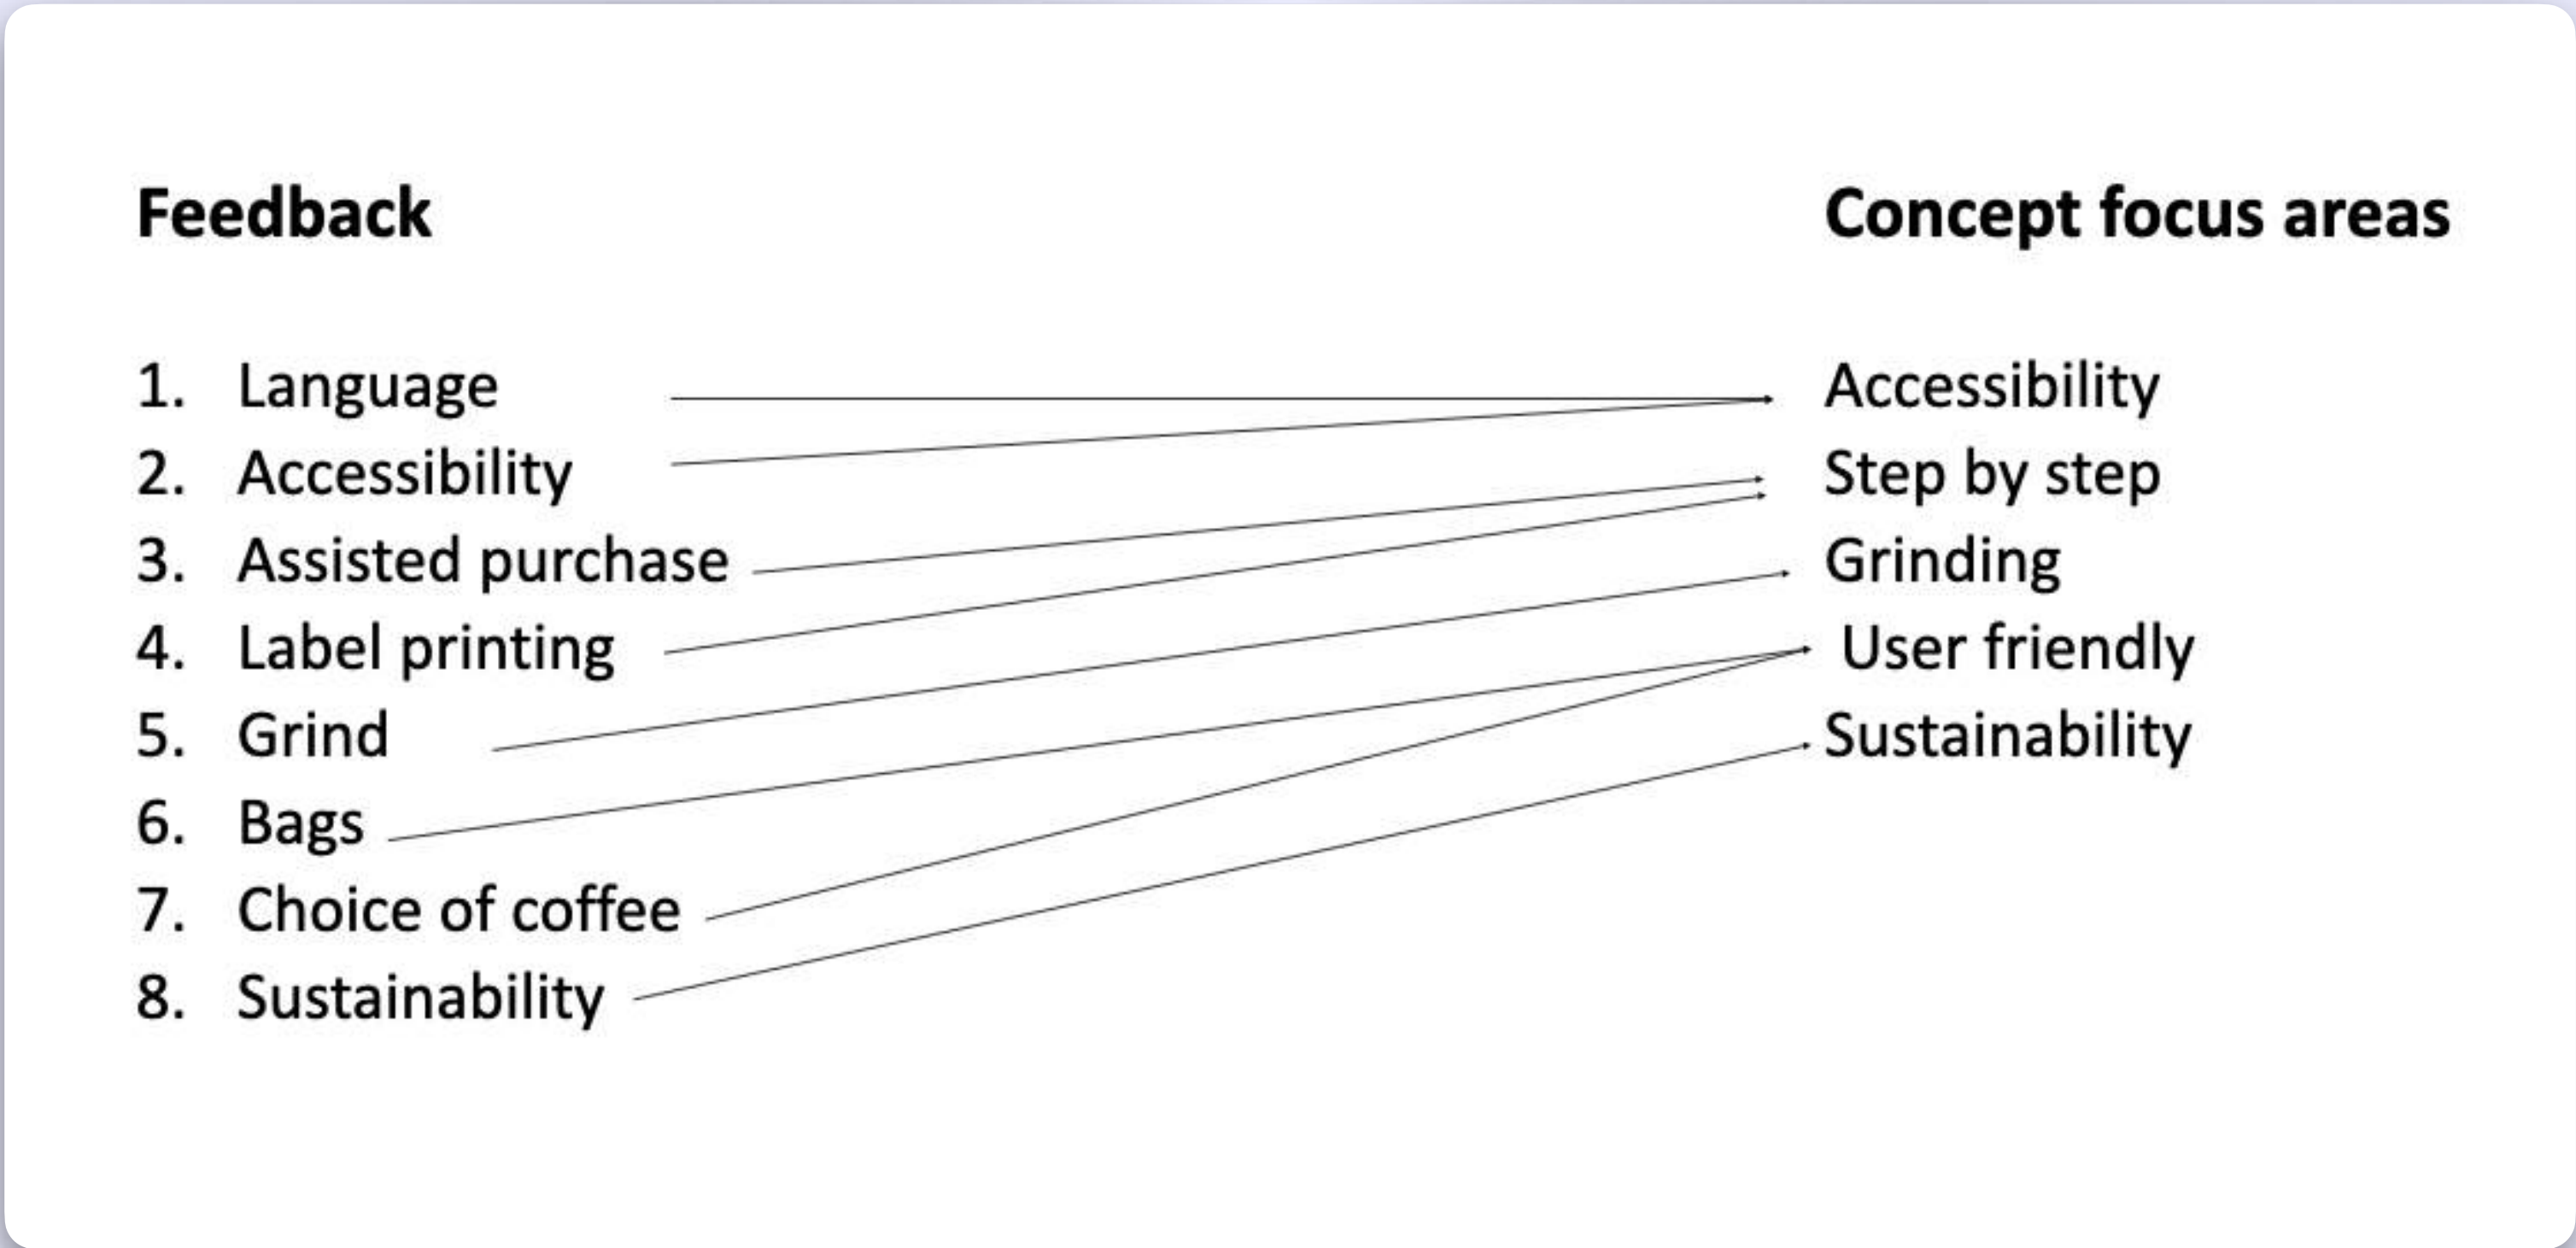 Feedback
1. Language
2. Accessibility
3. Assisted purchase
4. Label printing
5. Grind
6. Bags
7. Choice of coffee
8. Sustainability
Concept focus areas
Accessibility
Step by step
Grinding
User friendly
Sustainability